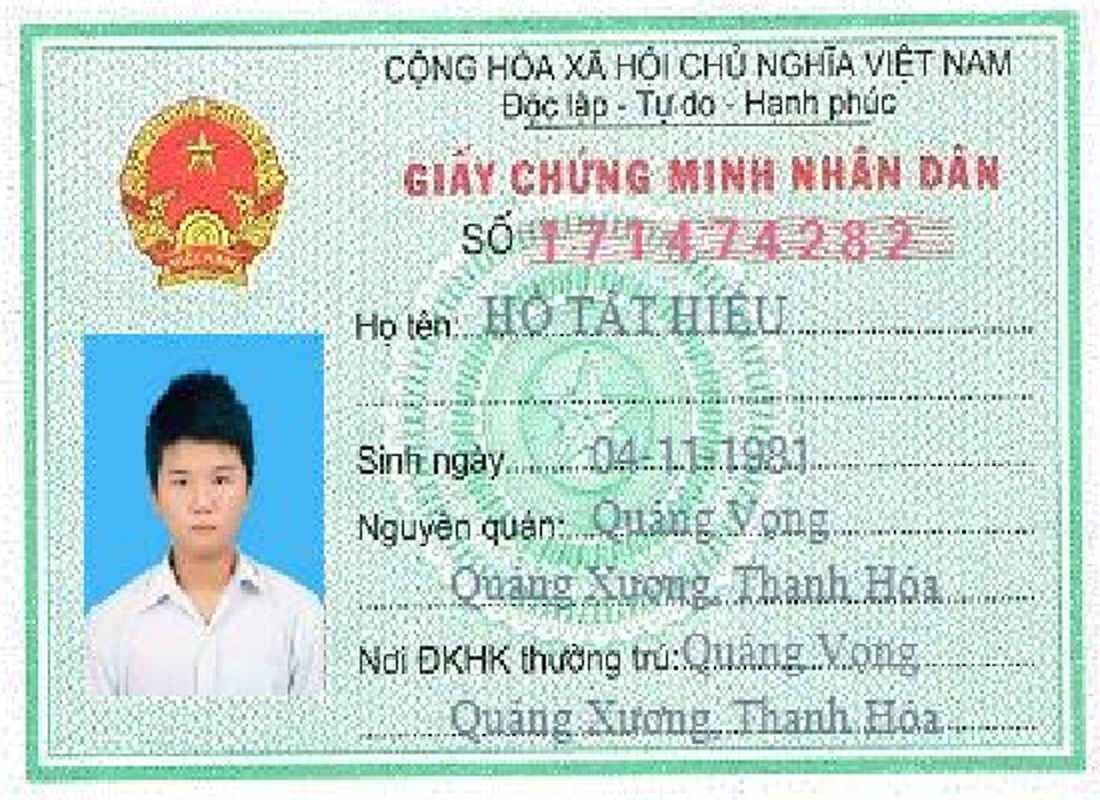 CỘNG HÒA XÃ HỘI CHỦ NGHĨA VIỆT NAM
Độc lập - Tự do - Hạnh phúc
GIẤY CHỨNG MINH NHÂN DÂN
SỐ 171474282
Họ tên: HỒ TẤT HIẾU
Sinh ngày 04-11-1981
Nguyên quán: Quảng Vọng
Quảng Xương, Thanh Hóa
Nơi ĐKHK thường trú: Quảng Vọng
Quảng Xương, Thanh Hóa